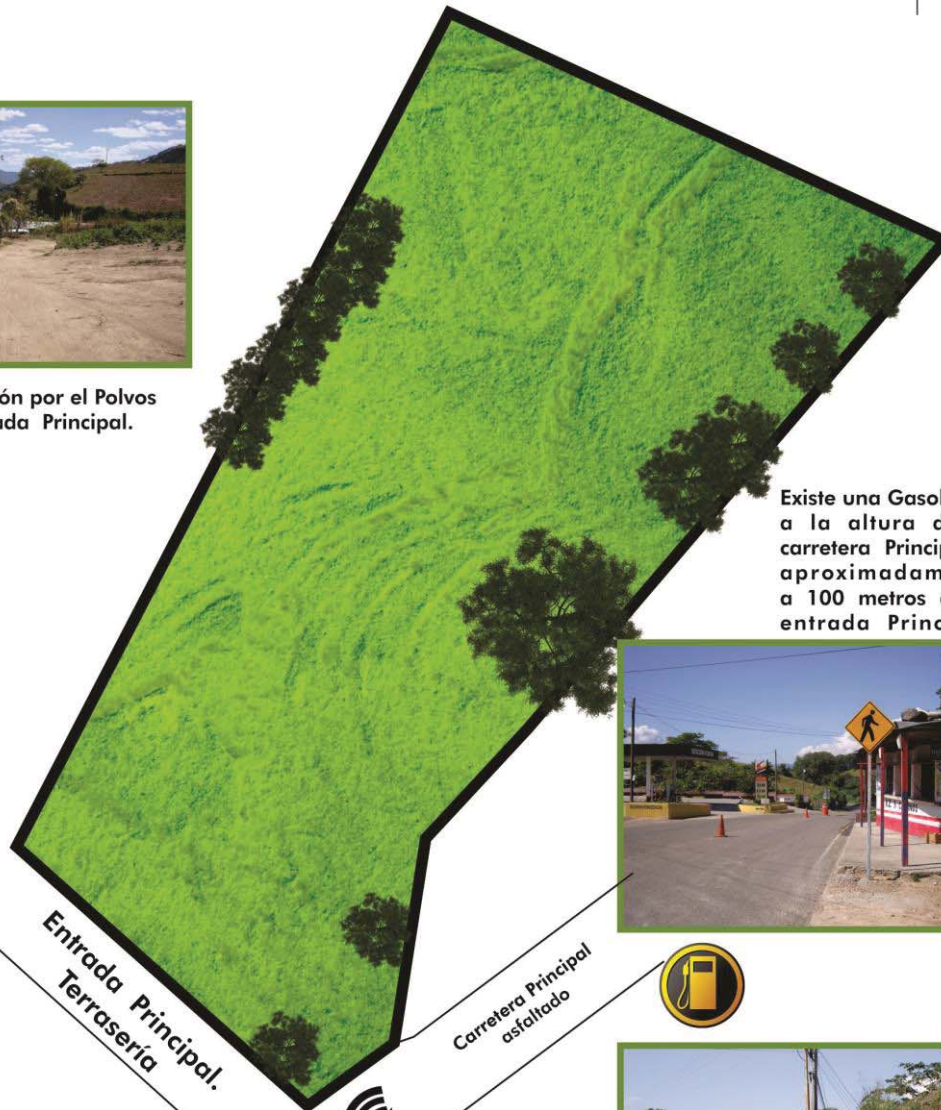 ón por el Polvos
da Principal.
Existe una Gasol
a la altura d
carretera Princip
aproximadam
a 100 metros
entrada Princ
Entrada Principal.
Terrasería
Carretera Principal
asfaltado